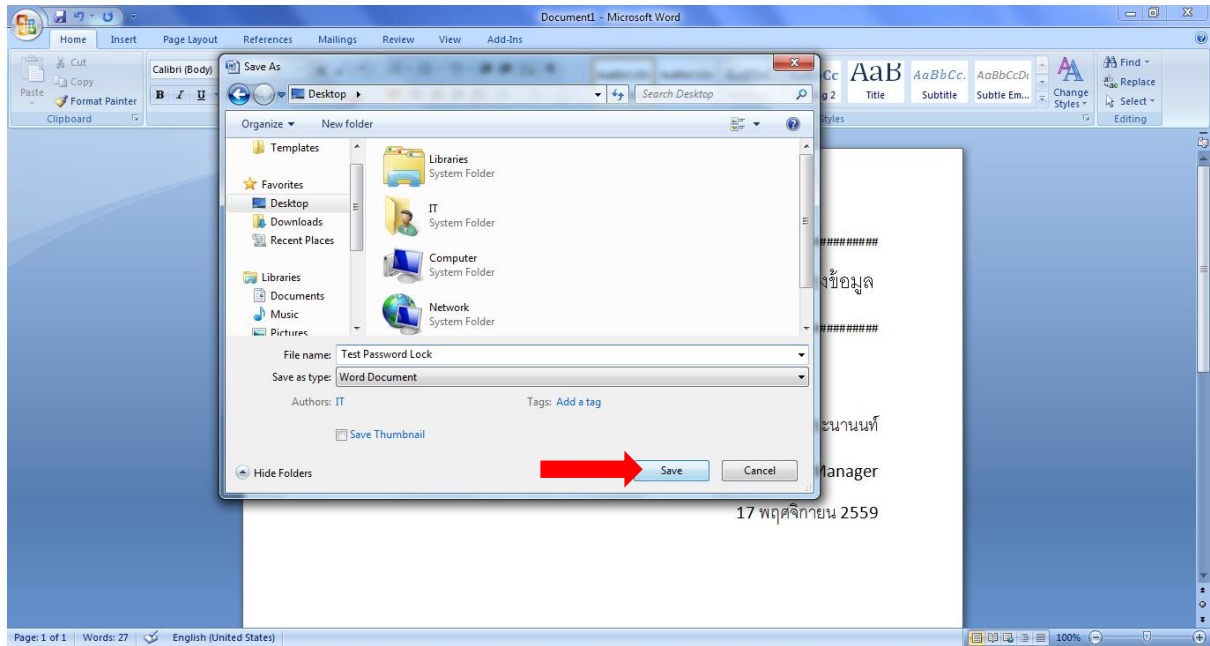 Document1 - Microsoft Word
Home Insert Page Layout References Mailings Review View Add-Ins
Paste
Cut
Copy
Format Painter
Clipboard
Calibri (Body)
B I U
Save As
Desktop
Search Desktop
Organize New folder
Templates
Favorites
Desktop
Downloads
Recent Places
Libraries
Documents
Music
Pictures
Libraries
System Folder
IT
System Folder
Computer
System Folder
Network
System Folder
File name: Test Password Lock
Save as type: Word Document
Authors: IT Tags: Add a tag
Save Thumbnail
Hide Folders Save Cancel
AaB AaBbCc. AaBbCcDc
g 2 Title Subtitle Subtle Em...
Change
Styles
Styles
Find
Replace
Select
Editing
##########
งข้อมูล
##########
ะนานนท์
Manager
17 พฤศจิกายน 2559
Page: 1 of 1 Words: 27 English (United States) 100%